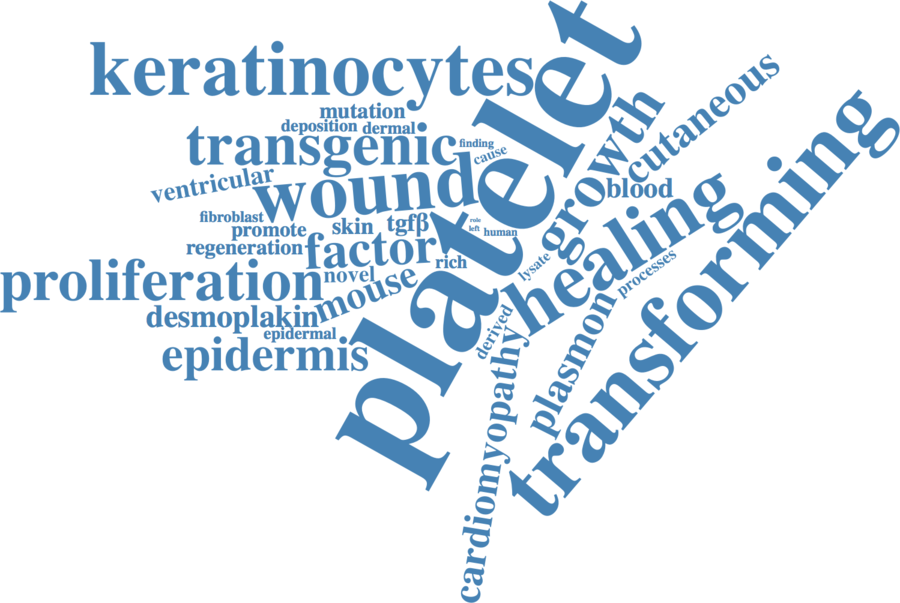 platelet
keratinocytes
mutation
deposition
dermal
transgenic
finding
cause
ventricular
wound
fibroblast
promote
skin
tgfβ
role
left
human
regeneration
factor
rich
proliferation
novel
mouse
desmoplakin
epidermal
epidermis
growth
cutaneous
blood
healing
lysate
processes
derived
plasmon
cardiomyopathy
transforming